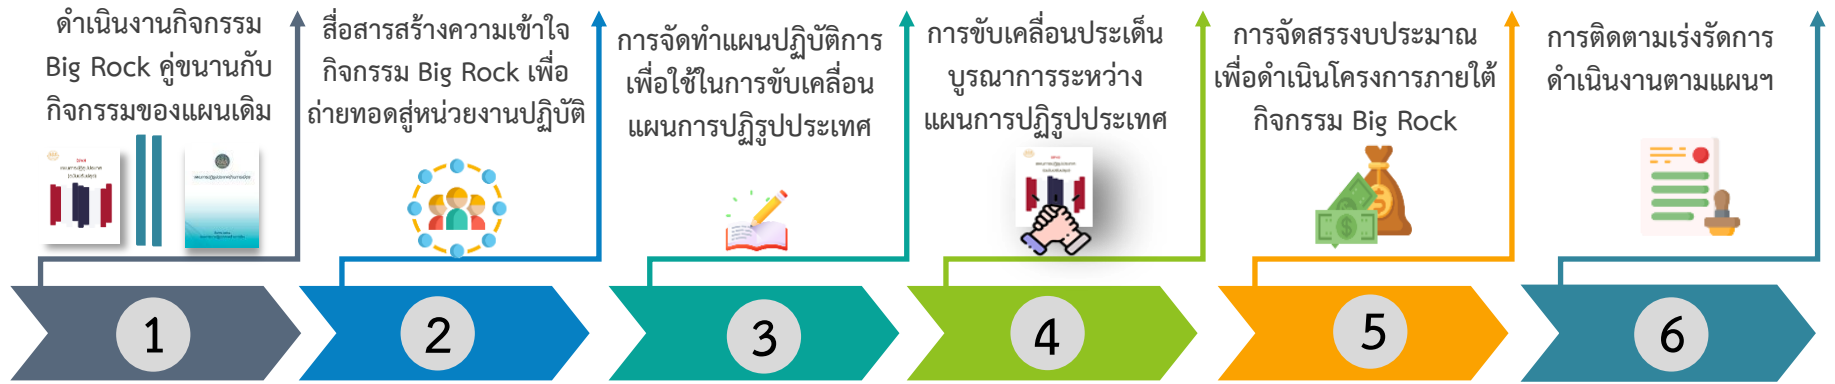 ดำเนินงานกิจกรรม
Big Rock คู่ขนานกับ
กิจกรรมของแผนเดิม
สื่อสารสร้างความเข้าใจ
กิจกรรม Big Rock เพื่อ
ถ่ายทอดสู่หน่วยงานปฏิบัติ
การจัดทำแผนปฏิบัติการ
เพื่อใช้ในการขับเคลื่อน
แผนการปฏิรูปประเทศ
การขับเคลื่อนประเด็น
บูรณาการระหว่าง
แผนการปฏิรูปประเทศ
การจัดสรรงบประมาณ
เพื่อดำเนินโครงการภายใต้
กิจกรรม Big Rock
การติดตามเร่งรัดการ
ดำเนินงานตามแผนฯ
1
2
3
4
5
6